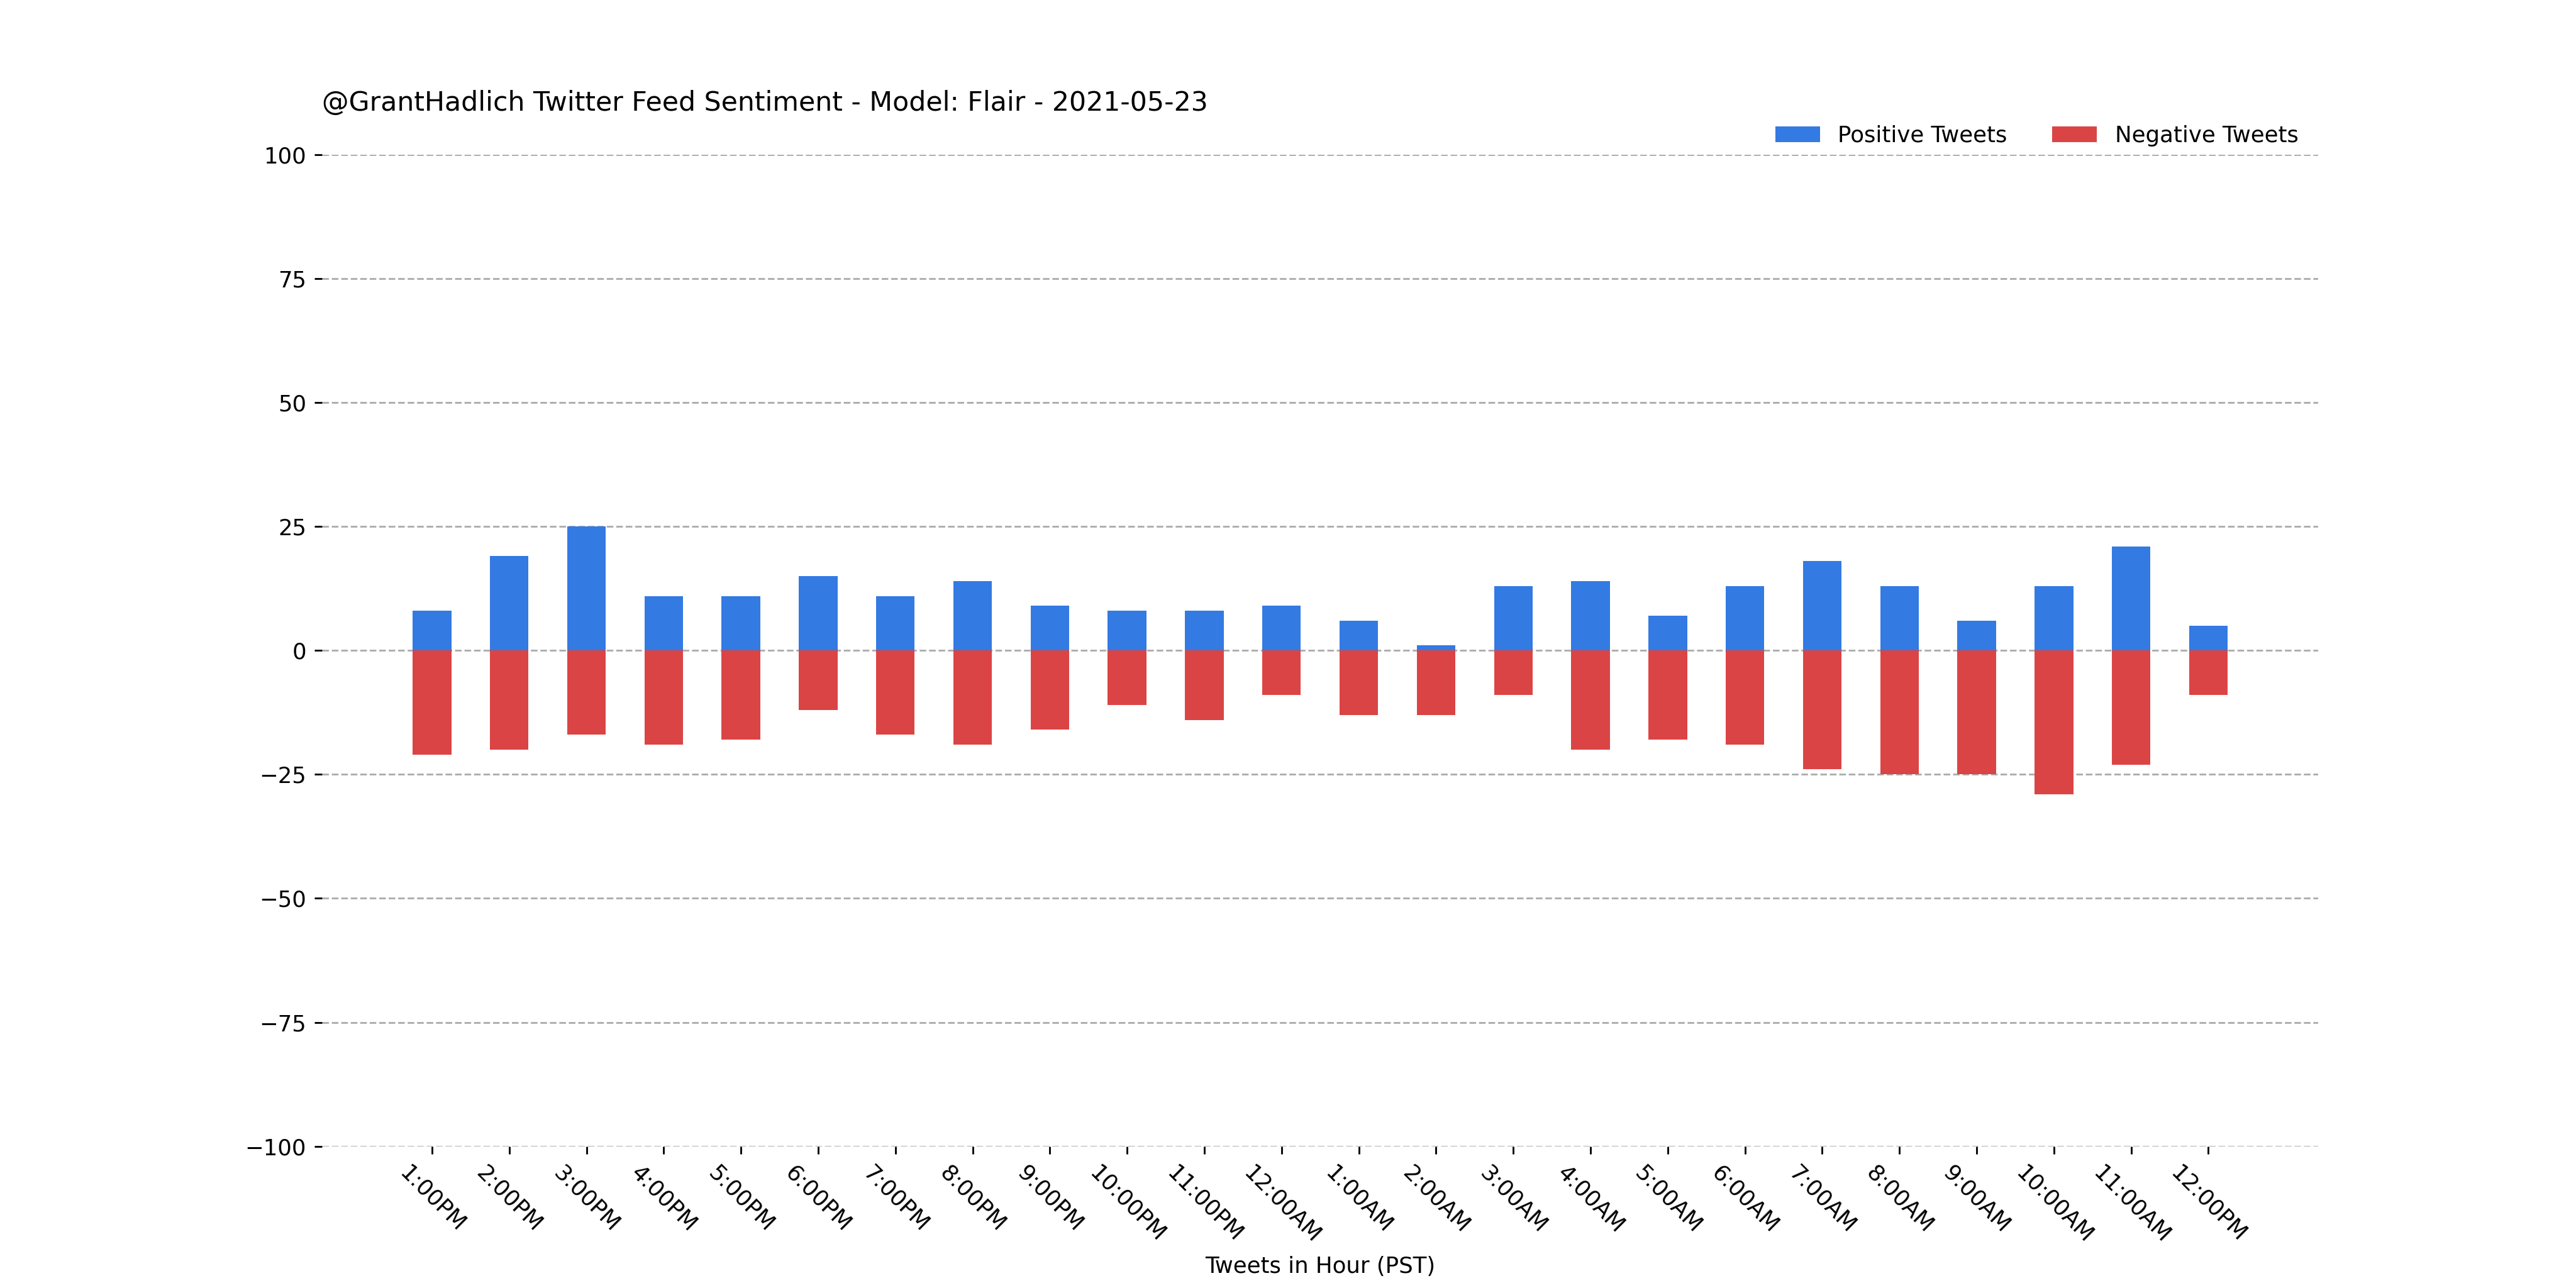 @GrantHadlich Twitter Feed Sentiment - Model: Flair - 2021-05-23
Positive Tweets
Negative Tweets
100
75
50
25
0
−25
−50
−75
−100
1:00PM
2:00PM
3:00PM
4:00PM
5:00PM
6:00PM
7:00PM
8:00PM
9:00PM
10:00PM
11:00PM
12:00AM
1:00AM
2:00AM
3:00AM
4:00AM
5:00AM
6:00AM
7:00AM
8:00AM
9:00AM
10:00AM
11:00AM
12:00PM
Tweets in Hour (PST)